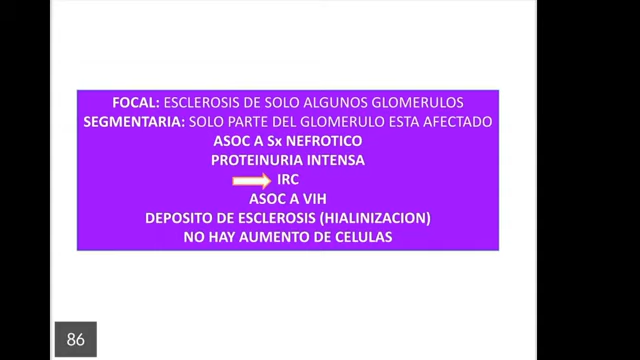 FOCAL: ESCLEROSIS DE SOLO ALGUNOS GLOMERULOS
SEGMENTARIA: SOLO PARTE DEL GLOMERULO ESTA AFECTADO
ASOC A Sx NEFROTICO
PROTEINURIA INTENSA
IRC
ASOC A VIH
DEPOSITO DE ESCLEROSIS (HIALINIZACION)
NO HAY AUMENTO DE CELULAS
86